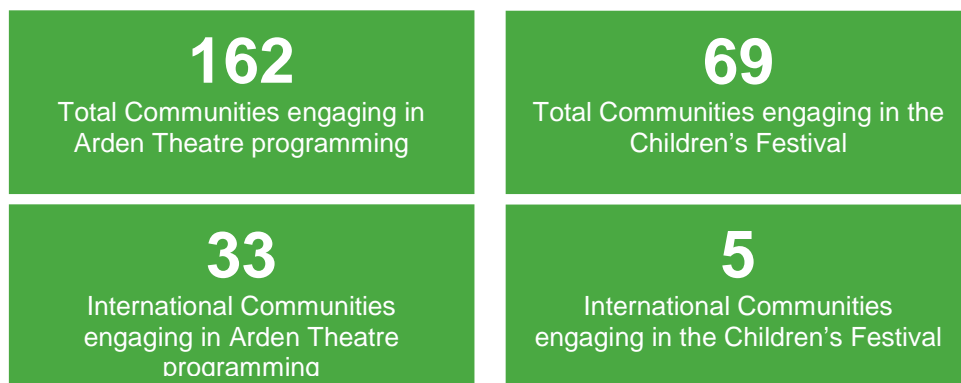 162
Total Communities engaging in
Arden Theatre programming
69
Total Communities engaging in the
Children's Festival
33
International Communities
engaging in Arden Theatre
programming
5
International Communities
engaging in the Children's Festival